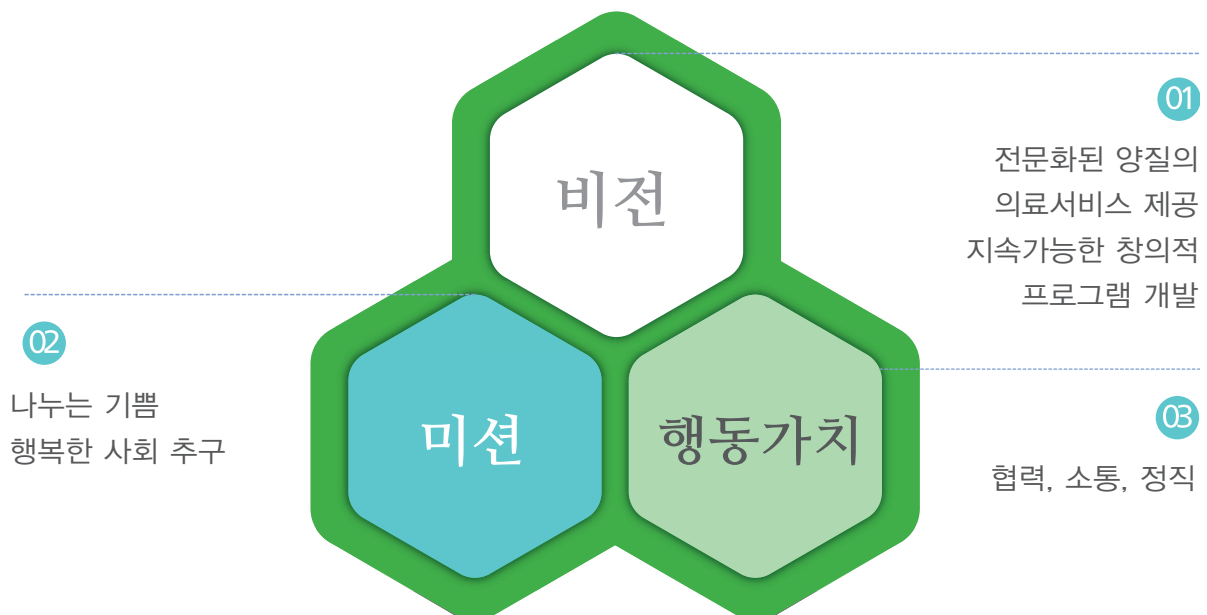 비전
01
전문화된 양질의
의료서비스 제공
지속가능한 창의적
프로그램 개발
미션
02
나누는 기쁨
행복한 사회 추구
행동가치
03
협력, 소통, 정직